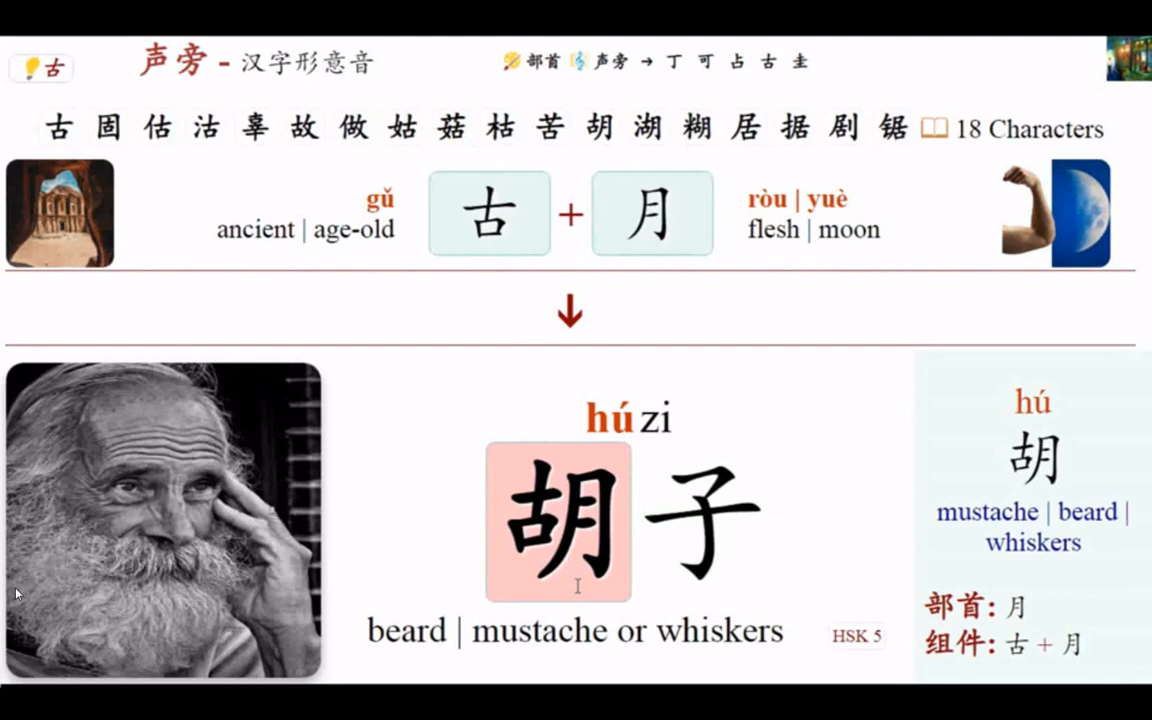 古
声旁 - 汉字形意音
部首 声旁 → 丁 可 占 古 圭
古 固 估 沽 辜 故 做 姑 菇 枯 苦 胡 湖 糊 居 据 剧 锯 18 Characters
gǔ
ancient | age-old
古 + 月
ròu | yuè
flesh | moon
↓
hú zi
胡子
beard | mustache or whiskers
HSK 5
hú
胡
mustache | beard |
whiskers
部首: 月
组件: 古 + 月